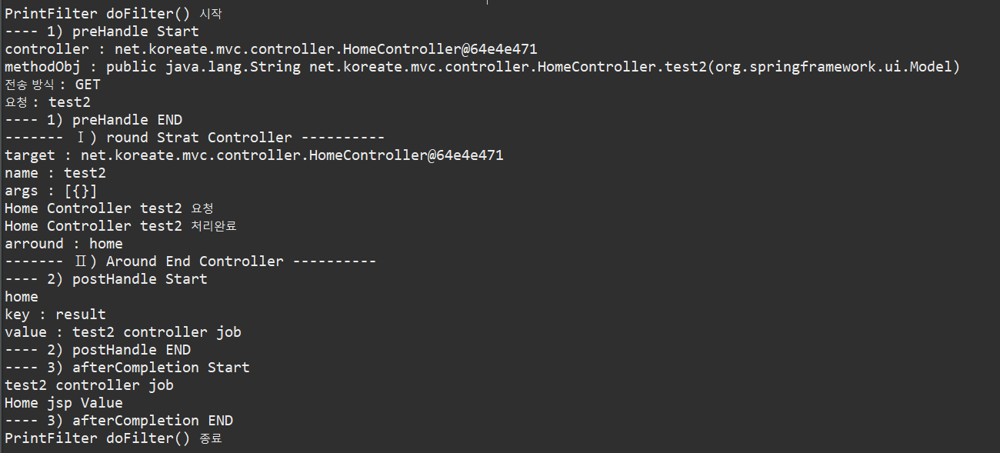 PrintFilter doFilter() 시작
---- 1) preHandle Start
controller : net.koreate.mvc.controller.HomeController@64e4e471
methodObj : public java.lang.String net.koreate.mvc.controller.HomeController.test2(org.springframework.ui.Model)
전송 방식 : GET
요청 : test2
---- 1) preHandle END
------- Ⅰ) round Strat Controller ----------
target : net.koreate.mvc.controller.HomeController@64e4e471
name : test2
args : [{}]
Home Controller test2 요청
Home Controller test2 처리완료
arround : home
------- Ⅱ) Around End Controller ----------
---- 2) postHandle Start
home
key : result
value : test2 controller job
---- 2) postHandle END
---- 3) afterCompletion Start
test2 controller job
Home jsp Value
---- 3) afterCompletion END
PrintFilter doFilter() 종료